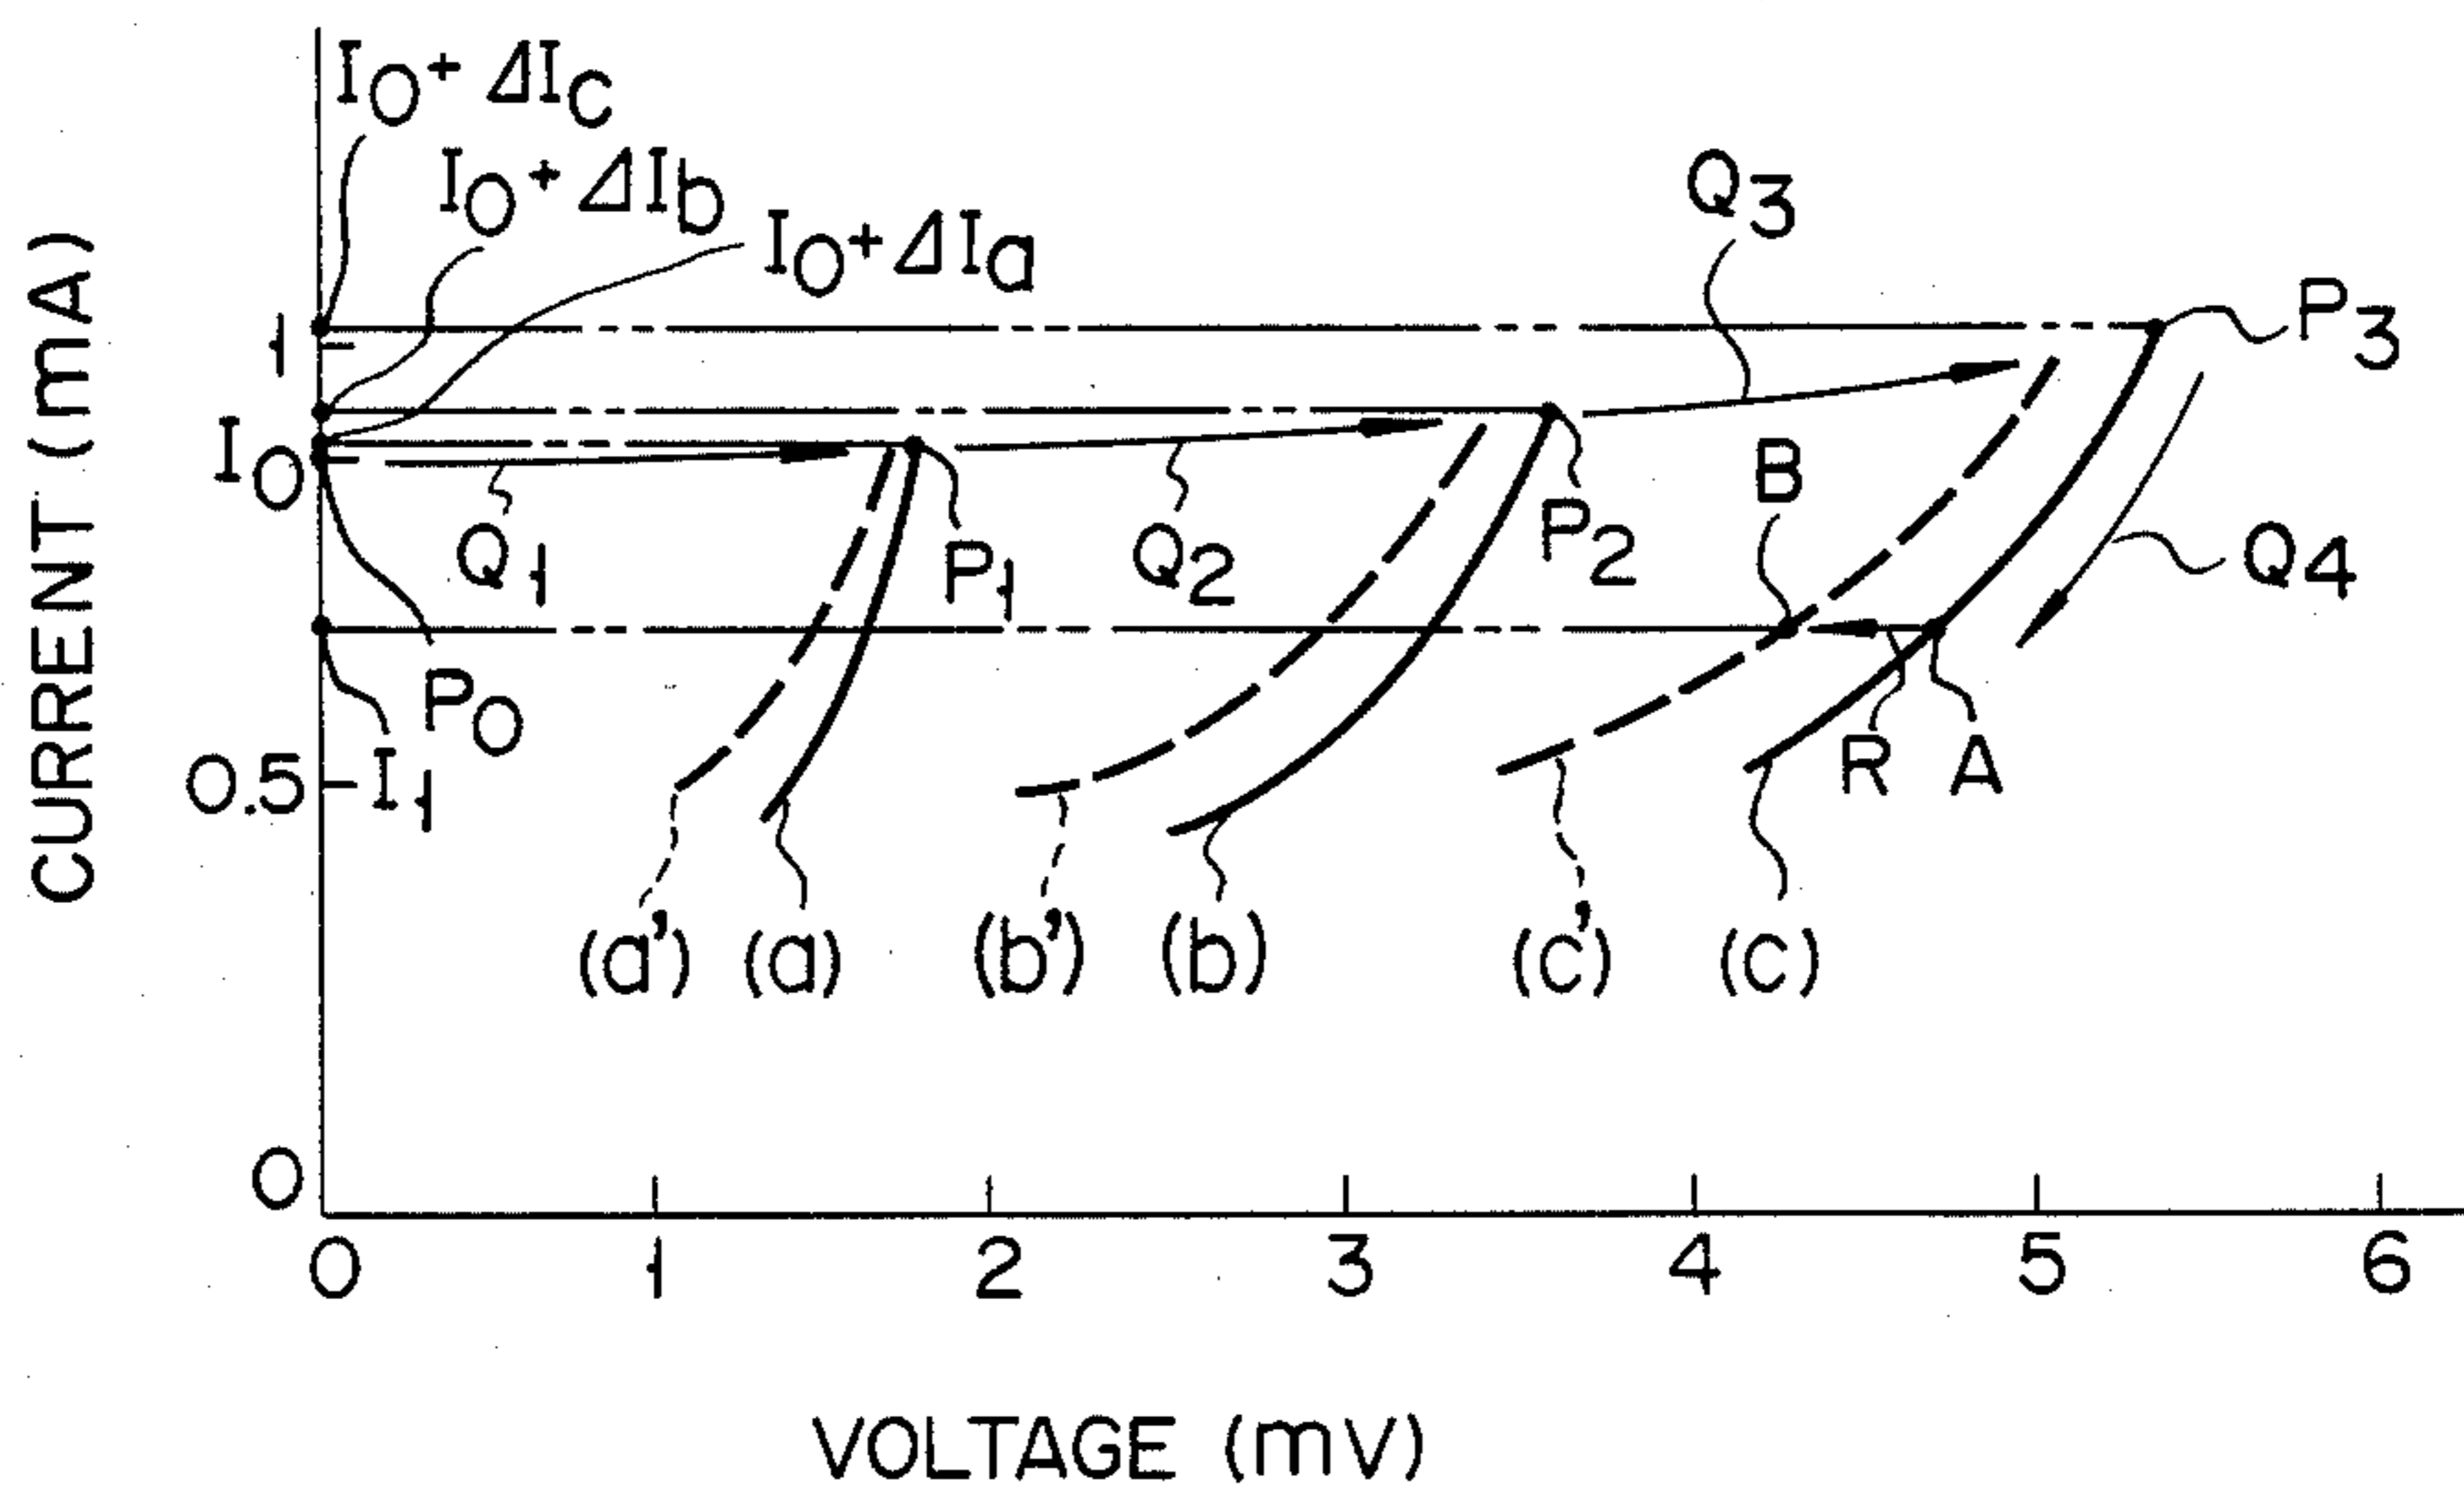 I0+ ΔIc
I0+ ΔIb
I0+ ΔIa
Q3
P3
1
I0
B
Q1
P1
Q2
P2
Q4
P0
0.5
I1
R
A
(a')
(a)
(b')
(b)
(c')
(c)
0
0
1
2
3
4
5
6
CURRENT (mA)
VOLTAGE (mV)